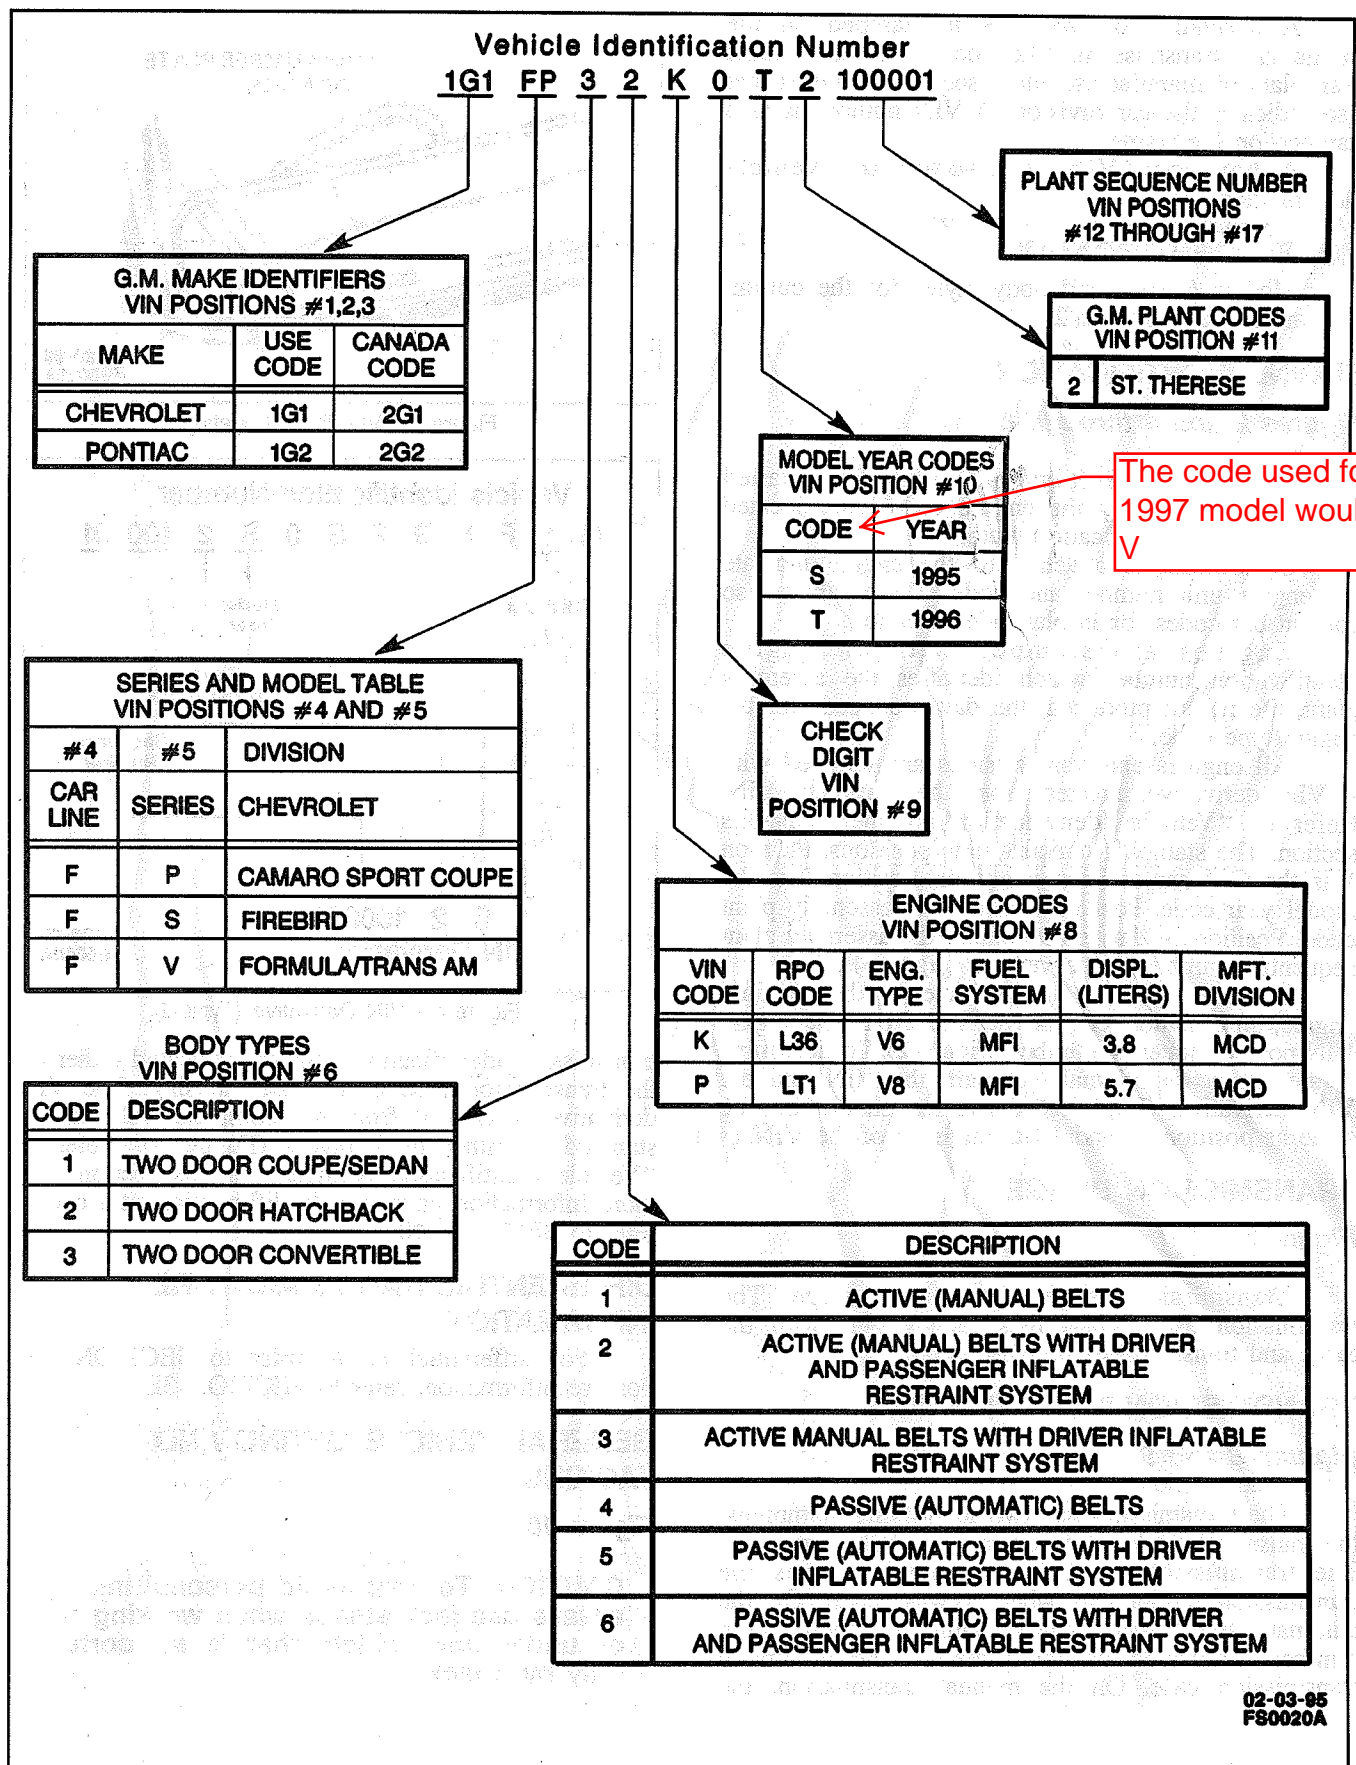 Vehicle Identification Number
1G1 FP 3 2 K 0 T 2 100001
PLANT SEQUENCE NUMBER
VIN POSITIONS
#12 THROUGH #17
G.M. MAKE IDENTIFIERS
VIN POSITIONS #1,2,3
MAKE USE CODE CANADA CODE
CHEVROLET 1G1 2G1
PONTIAC 1G2 2G2
G.M. PLANT CODES
VIN POSITION #11
2 ST. THERESE
MODEL YEAR CODES
VIN POSITION #10
CODE YEAR
S 1995
T 1996
The code used fo
1997 model woul
V
SERIES AND MODEL TABLE
VIN POSITIONS #4 AND #5
#4 #5 DIVISION
CAR LINE SERIES CHEVROLET
F P CAMARO SPORT COUPE
F S FIREBIRD
F V FORMULA/TRANS AM
CHECK
DIGIT
VIN
POSITION #9
ENGINE CODES
VIN POSITION #8
VIN CODE RPO CODE ENG. TYPE FUEL SYSTEM DISPL. (LITERS) MFT. DIVISION
K L36 V6 MFI 3.8 MCD
P LT1 V8 MFI 5.7 MCD
BODY TYPES
VIN POSITION #6
CODE DESCRIPTION
1 TWO DOOR COUPE/SEDAN
2 TWO DOOR HATCHBACK
3 TWO DOOR CONVERTIBLE
CODE DESCRIPTION
1 ACTIVE (MANUAL) BELTS
2 ACTIVE (MANUAL) BELTS WITH DRIVER
AND PASSENGER INFLATABLE
RESTRAINT SYSTEM
3 ACTIVE MANUAL BELTS WITH DRIVER INFLATABLE
RESTRAINT SYSTEM
4 PASSIVE (AUTOMATIC) BELTS
5 PASSIVE (AUTOMATIC) BELTS WITH DRIVER
INFLATABLE RESTRAINT SYSTEM
6 PASSIVE (AUTOMATIC) BELTS WITH DRIVER
AND PASSENGER INFLATABLE RESTRAINT SYSTEM
02-03-95
FS0020A